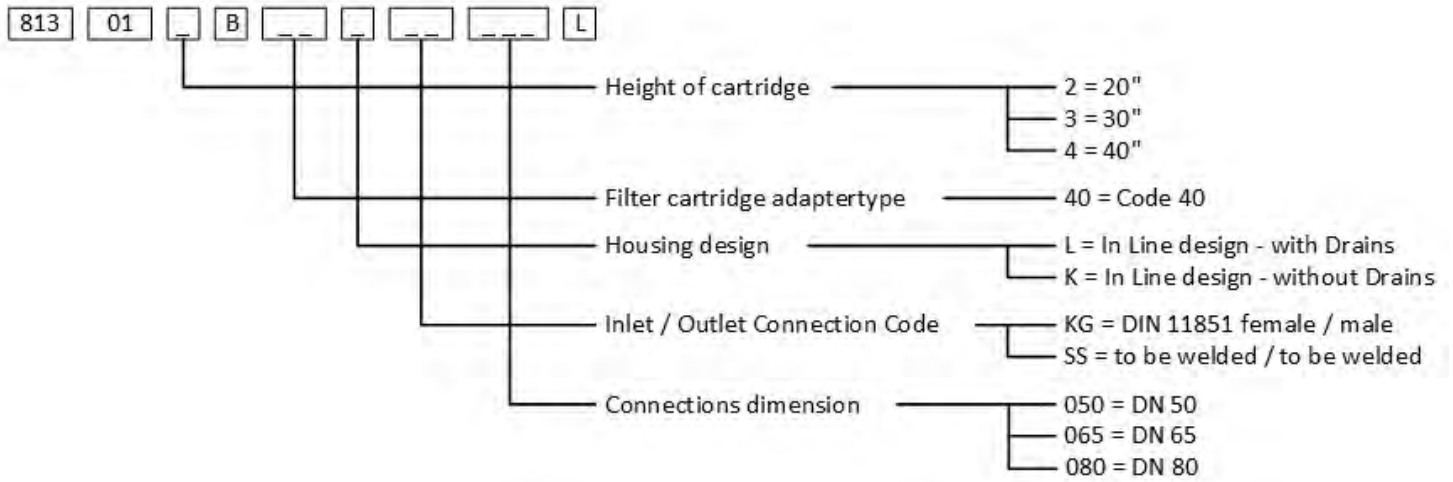 813 01 _ B _ _ _ _ _ _ _ _ L
Height of cartridge 2 = 20"
3 = 30"
4 = 40"
Filter cartridge adaptertype 40 = Code 40
Housing design L = In Line design - with Drains
K = In Line design - without Drains
Inlet / Outlet Connection Code KG = DIN 11851 female / male
SS = to be welded / to be welded
Connections dimension 050 = DN 50
065 = DN 65
080 = DN 80